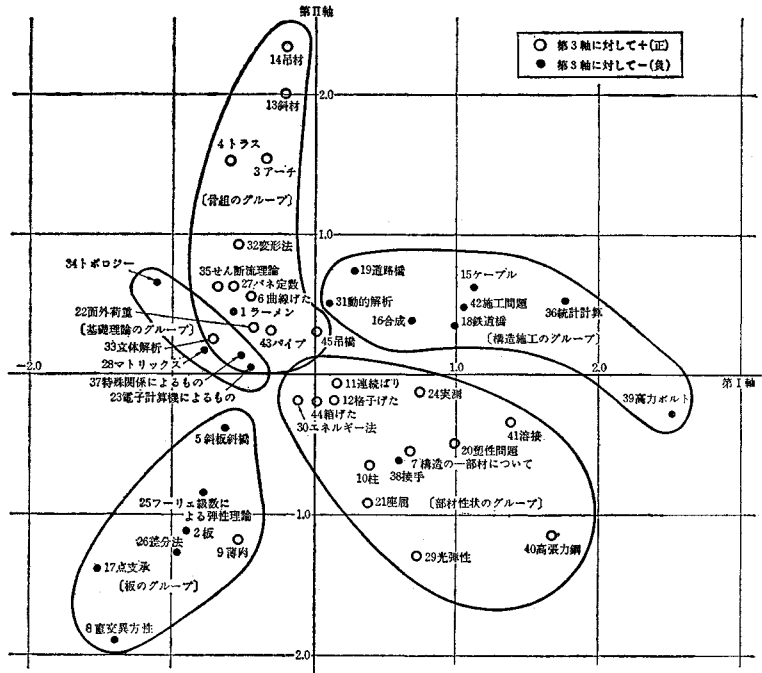 第Ⅱ軸
○ 第3軸に対して+(正)
● 第3軸に対して-(負)
14吊材
2.0
13斜材
4トラス
3アーチ
〔骨組のグループ〕
1.0
32変形法
34トポロジー
35せん断流理論
27バネ定数
6曲線げた
22面外荷重
1ラーメン
〔基礎理論のグループ〕
33立体解析
43パイプ
45吊橋
28マトリックス
37特殊関係によるもの
23電子計算機によるもの
19道路橋
15ケーブル
31動的解析
42施工問題
36統計計算
16合成
18鉄道橋
〔構造施工のグループ〕
-2.0
1.0
2.0
第Ⅰ軸
39高力ボルト
11連続ばり
12格子げた
24実測
44箱げた
30エネルギー法
41溶接
20塑性問題
7構造の一部材について
38接手
10柱
21座屈
〔部材性状のグループ〕
29光弾性
40高張力鋼
5斜板斜橋
25フーリェ級数に
よる弾性理論
2板
26差分法
9薄肉
17点支承
〔板のグループ〕
8直交異方性
-1.0
1.0
2.0